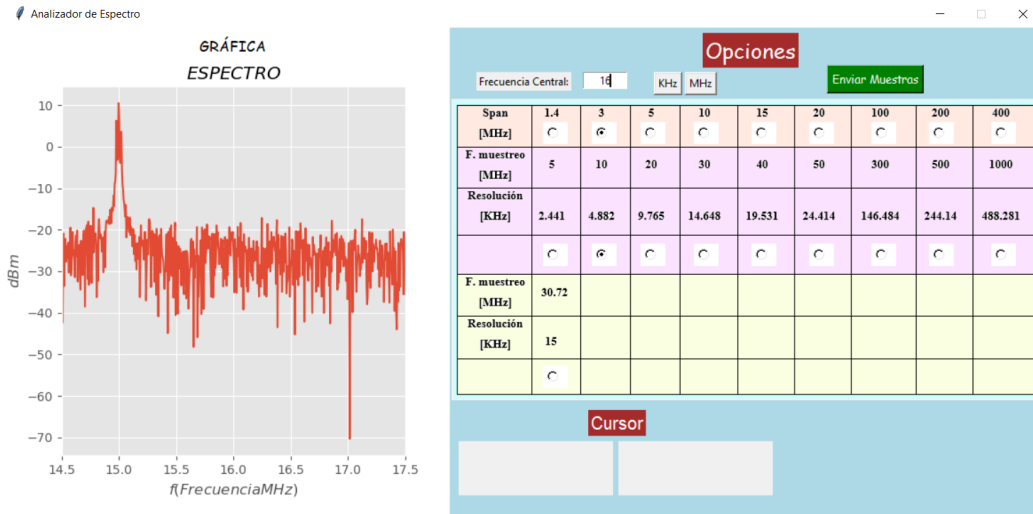 Analizador de Espectro
GRÁFICA
ESPECTRO
10
0
−10
−20
−30
−40
−50
−60
−70
dBm
14.5 15.0 15.5 16.0 16.5 17.0 17.5
f(FrecuenciaMHz)
Opciones
Frecuencia Central: 16 KHz MHz Enviar Muestras
Span [MHz] 1.4 3 5 10 15 20 100 200 400
F. muestreo [MHz] 5 10 20 30 40 50 300 500 1000
Resolución [KHz] 2.441 4.882 9.765 14.648 19.531 24.414 146.484 244.14 488.281
F. muestreo [MHz] 30.72
Resolución [KHz] 15
Cursor